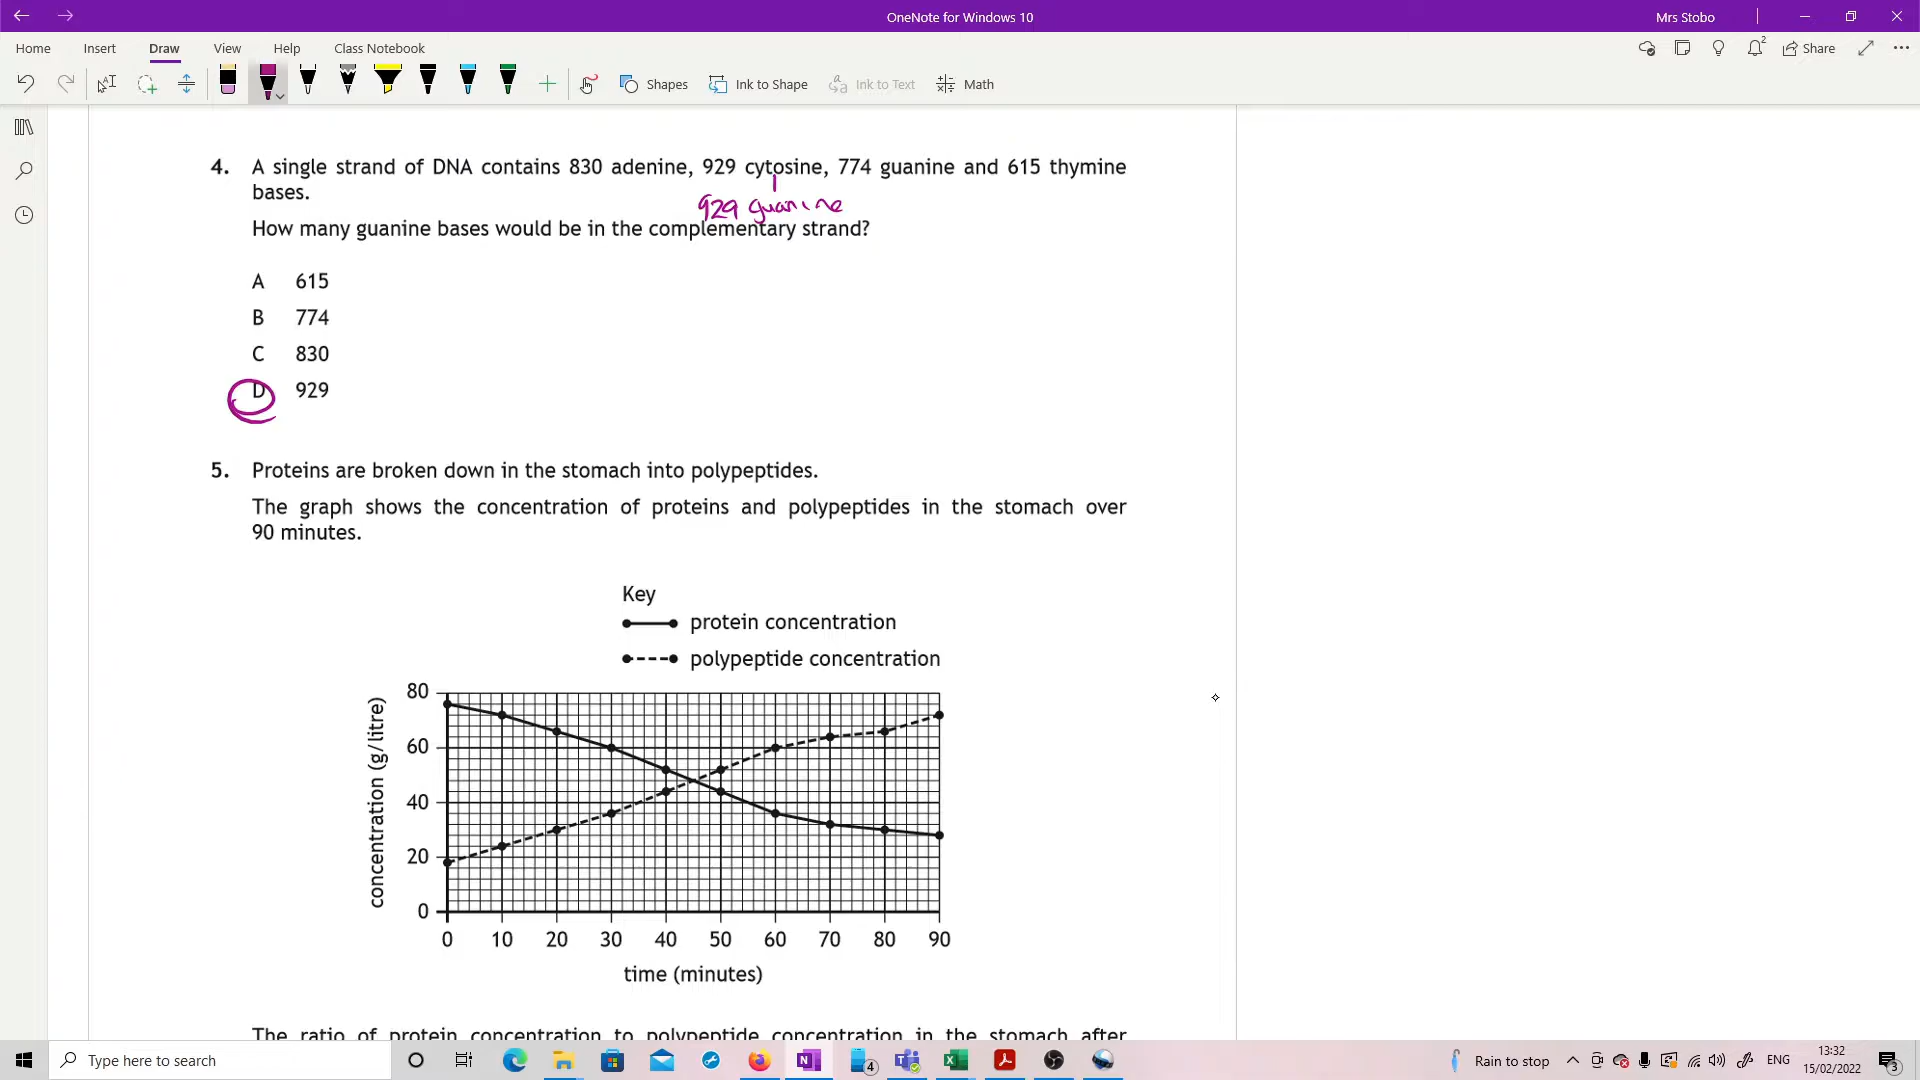 OneNote for Windows 10
Mrs Stobo
Home Insert Draw View Help Class Notebook
2
Share
Shapes
Ink to Shape
Ink to Text
Math
4. A single strand of DNA contains 830 adenine, 929 cytosine, 774 guanine and 615 thymine
bases.
929 guanine
How many guanine bases would be in the complementary strand?
A 615
B 774
C 830
D 929
5. Proteins are broken down in the stomach into polypeptides.
The graph shows the concentration of proteins and polypeptides in the stomach over
90 minutes.
Key
protein concentration
polypeptide concentration
concentration (g/litre)
80
60
40
20
0
0 10 20 30 40 50 60 70 80 90
time (minutes)
The ratio of protein concentration to polypeptide concentration in the stomach after
Type here to search
4
Rain to stop
ENG
13:32
15/02/2022
3